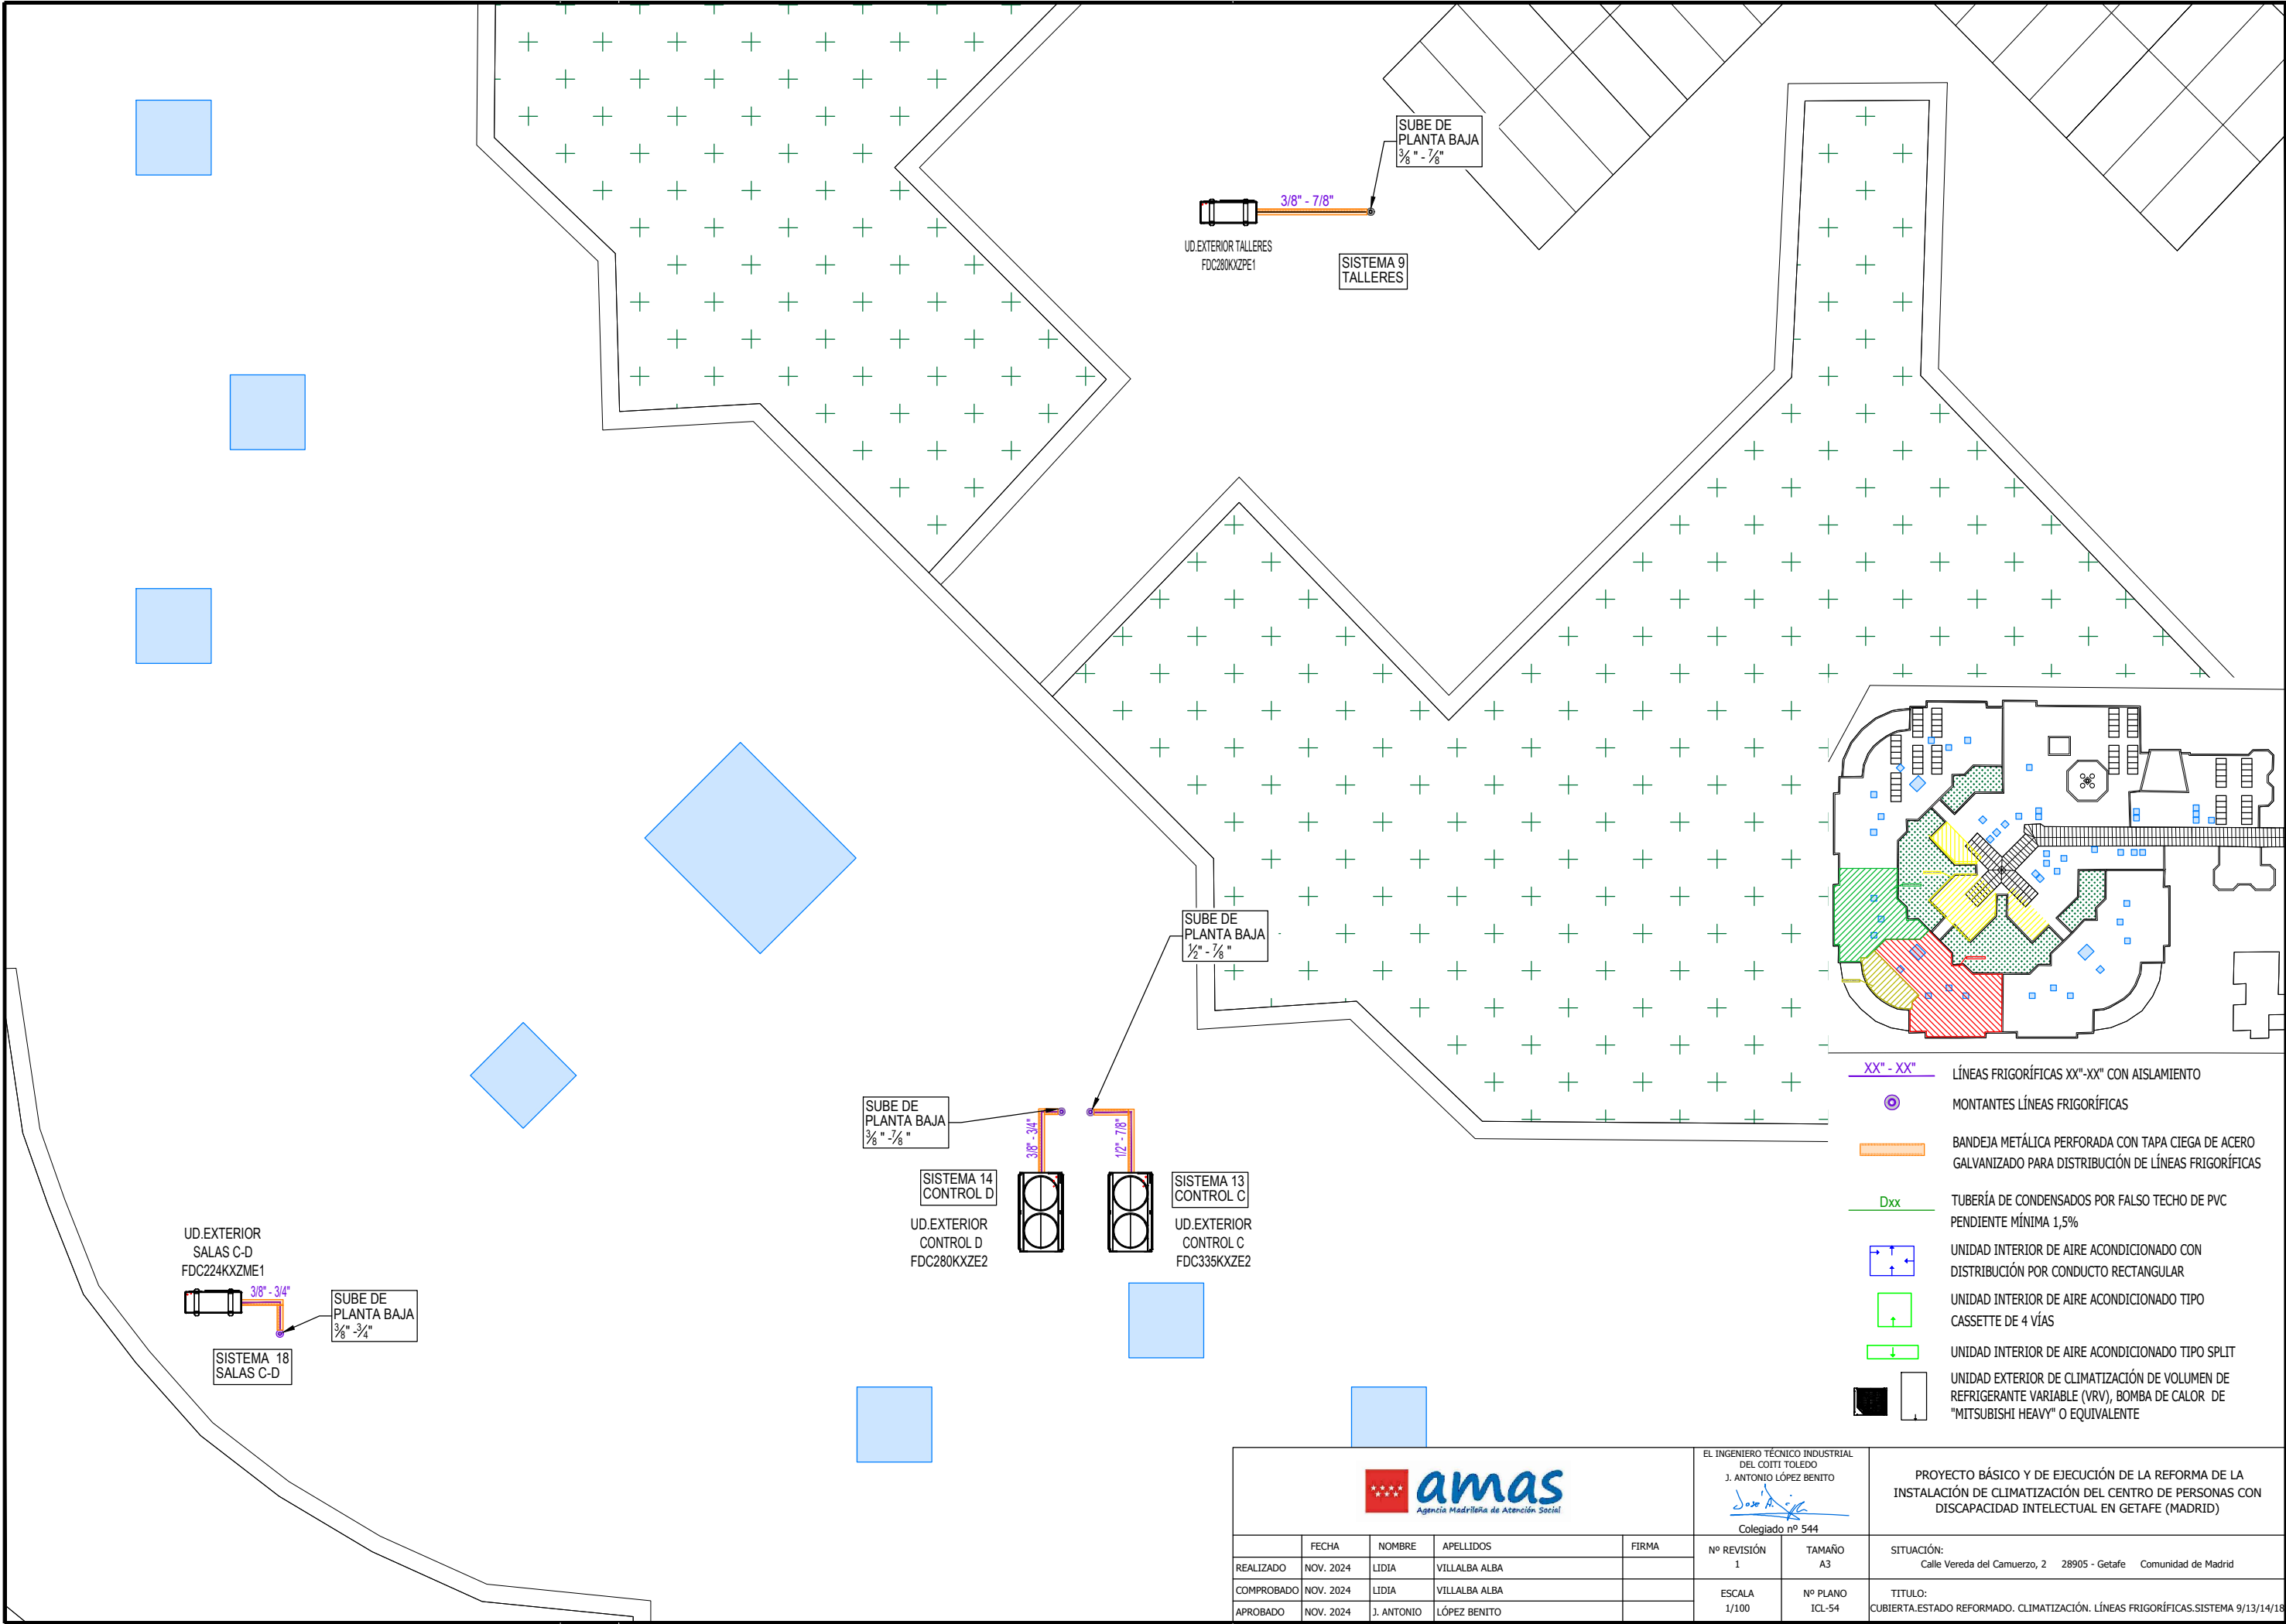 SUBE DE
PLANTA BAJA
3/8 " - 7/8"
3/8" - 7/8"
UD.EXTERIOR TALLERES
FDC280KXZPE1
SISTEMA 9
TALLERES
SUBE DE
PLANTA BAJA
1/2" - 7/8 "
SUBE DE
PLANTA BAJA
3/8 " -7/8 "
3/8" - 3/4"
1/2" - 7/8"
SISTEMA 14
CONTROL D
SISTEMA 13
CONTROL C
UD.EXTERIOR
CONTROL D
FDC280KXZE2
UD.EXTERIOR
CONTROL C
FDC335KXZE2
UD.EXTERIOR
SALAS C-D
FDC224KXZME1
3/8" - 3/4"
SUBE DE
PLANTA BAJA
3/8" -3/4"
SISTEMA 18
SALAS C-D
XX" - XX"
LÍNEAS FRIGORÍFICAS XX"-XX" CON AISLAMIENTO
MONTANTES LÍNEAS FRIGORÍFICAS
BANDEJA METÁLICA PERFORADA CON TAPA CIEGA DE ACERO
GALVANIZADO PARA DISTRIBUCIÓN DE LÍNEAS FRIGORÍFICAS
Dxx
TUBERÍA DE CONDENSADOS POR FALSO TECHO DE PVC
PENDIENTE MÍNIMA 1,5%
UNIDAD INTERIOR DE AIRE ACONDICIONADO CON
DISTRIBUCIÓN POR CONDUCTO RECTANGULAR
UNIDAD INTERIOR DE AIRE ACONDICIONADO TIPO
CASSETTE DE 4 VÍAS
UNIDAD INTERIOR DE AIRE ACONDICIONADO TIPO SPLIT
UNIDAD EXTERIOR DE CLIMATIZACIÓN DE VOLUMEN DE
REFRIGERANTE VARIABLE (VRV), BOMBA DE CALOR DE
"MITSUBISHI HEAVY" O EQUIVALENTE
amas
Agencia Madrileña de Atención Social
EL INGENIERO TÉCNICO INDUSTRIAL
DEL COITI TOLEDO
J. ANTONIO LÓPEZ BENITO
Colegiado nº 544
PROYECTO BÁSICO Y DE EJECUCIÓN DE LA REFORMA DE LA
INSTALACIÓN DE CLIMATIZACIÓN DEL CENTRO DE PERSONAS CON
DISCAPACIDAD INTELECTUAL EN GETAFE (MADRID)
FECHA NOMBRE APELLIDOS FIRMA
REALIZADO NOV. 2024 LIDIA VILLALBA ALBA
COMPROBADO NOV. 2024 LIDIA VILLALBA ALBA
APROBADO NOV. 2024 J. ANTONIO LÓPEZ BENITO
Nº REVISIÓN
1
TAMAÑO
A3
ESCALA
1/100
Nº PLANO
ICL-54
SITUACIÓN:
Calle Vereda del Camuerzo, 2 28905 - Getafe Comunidad de Madrid
TITULO:
CUBIERTA.ESTADO REFORMADO. CLIMATIZACIÓN. LÍNEAS FRIGORÍFICAS.SISTEMA 9/13/14/18